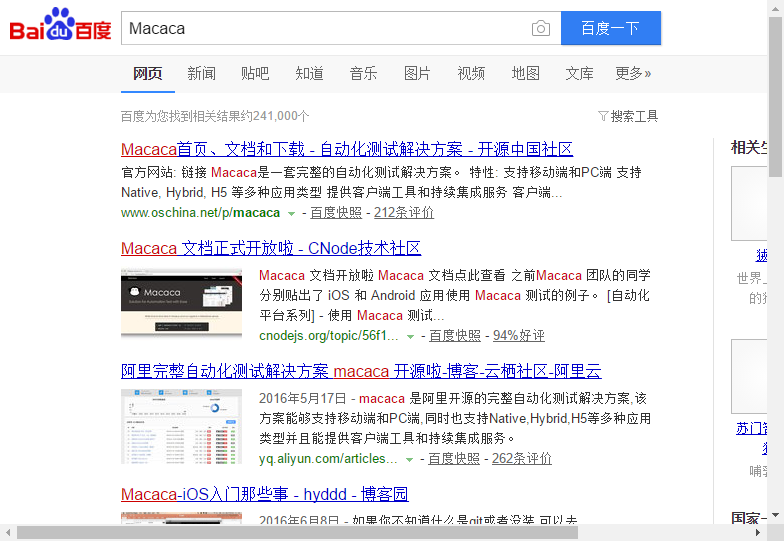 Bai du 百度
Macaca
百度一下
网页 新闻 贴吧 知道 音乐 图片 视频 地图 文库 更多»
百度为您找到相关结果约241,000个
搜索工具
Macaca首页、文档和下载 - 自动化测试解决方案 - 开源中国社区
官方网站: 链接 Macaca是一套完整的自动化测试解决方案。 特性: 支持移动端和PC端 支持
Native, Hybrid, H5 等多种应用类型 提供客户端工具和持续集成服务 客户端...
www.oschina.net/p/macaca - 百度快照 - 212条评价
Macaca 文档正式开放啦 - CNode技术社区
Macaca
Macaca 文档开放啦 Macaca 文档点此查看 之前Macaca 团队的同学
分别贴出了 iOS 和 Android 应用使用 Macaca 测试的例子。 [自动化
平台系列] - 使用 Macaca 测试...
cnodejs.org/topic/56f1... - 百度快照 - 94%好评
阿里完整自动化测试解决方案 macaca 开源啦-博客-云栖社区-阿里云
2016年5月17日 - macaca 是阿里开源的完整自动化测试解决方案,该
方案能够支持移动端和PC端,同时也支持Native,Hybrid,H5等多种应用
类型并且能提供客户端工具和持续集成服务。
yq.aliyun.com/articles... - 百度快照 - 262条评价
Macaca-iOS入门那些事 - hyddd - 博客园
2016年6月8日 - 如果你不知道什么是git或者没装,可以去
相关生
世界
的
苏门
哺
国家一